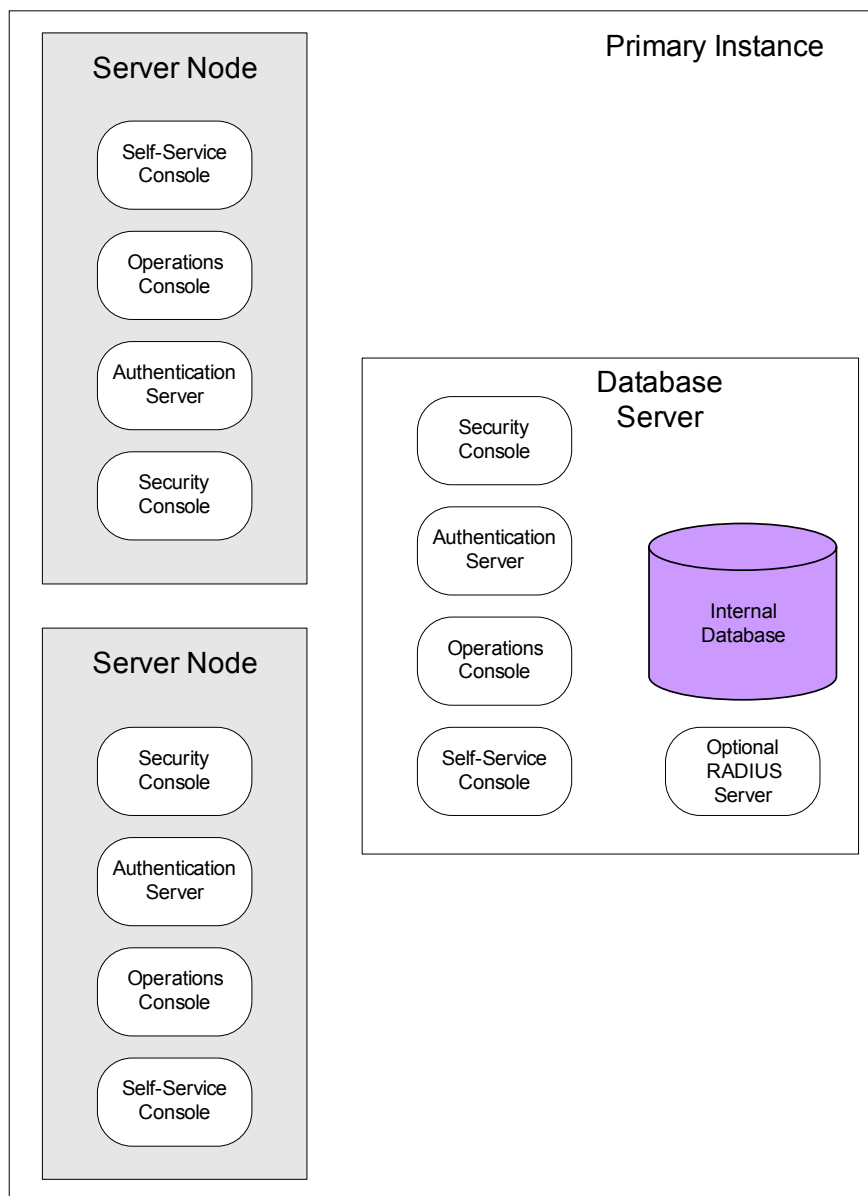 Primary Instance
Server Node
Self-Service
Console
Operations
Console
Authentication
Server
Security
Console
Server Node
Security
Console
Authentication
Server
Operations
Console
Self-Service
Console
Database
Server
Security
Console
Authentication
Server
Operations
Console
Self-Service
Console
Internal
Database
Optional
RADIUS
Server